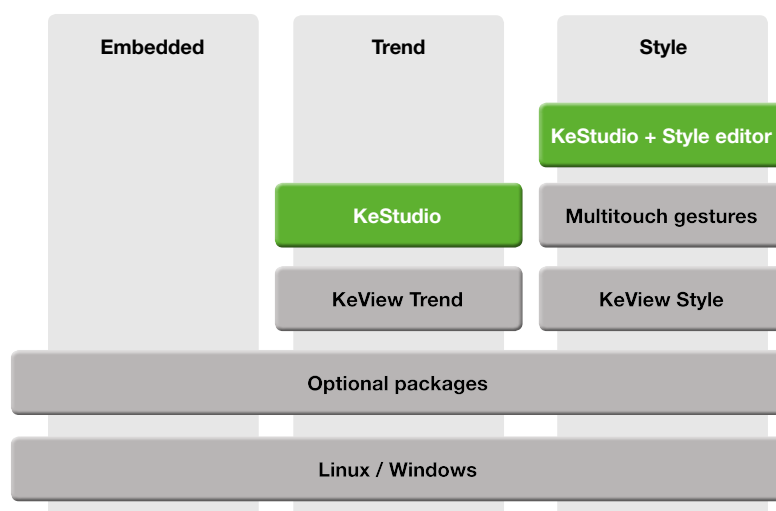 Embedded
Trend
Style
KeStudio + Style editor
KeStudio
Multitouch gestures
KeView Trend
KeView Style
Optional packages
Linux / Windows